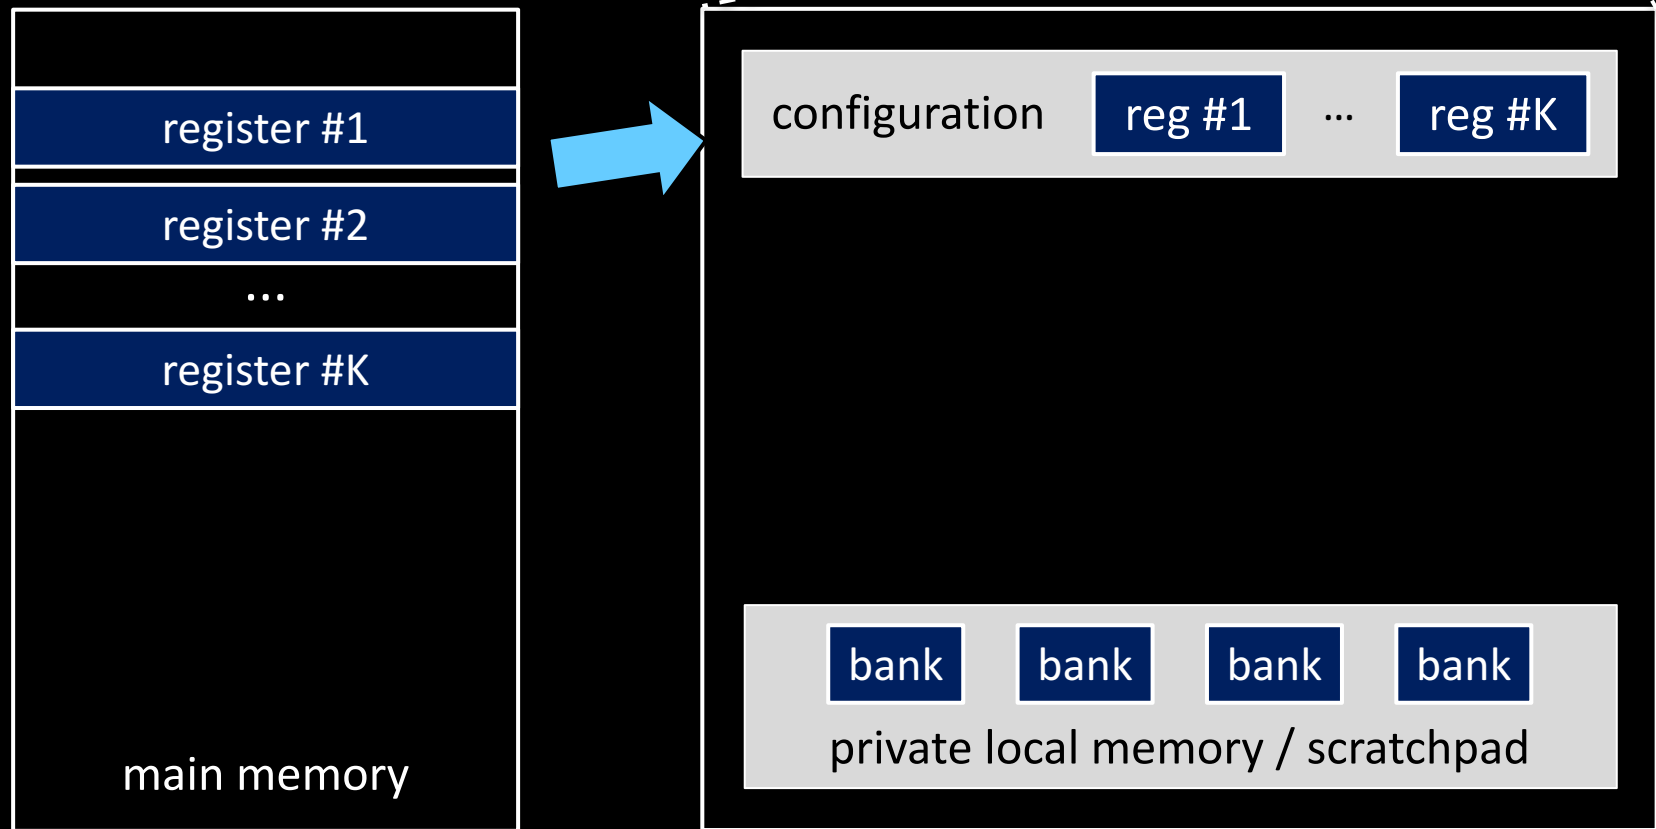 register #1
register #2
...
register #K
main memory
configuration reg #1 ... reg #K
bank bank bank bank
private local memory / scratchpad